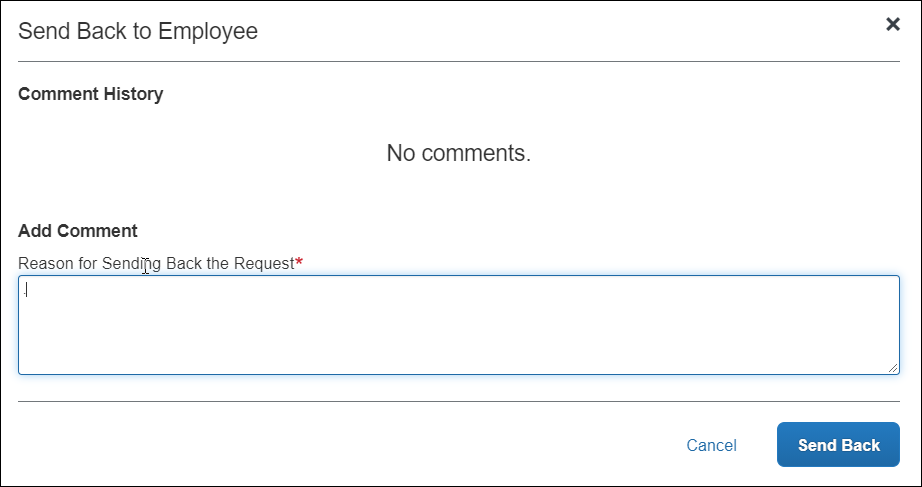 Send Back to Employee
Comment History
No comments.
Add Comment
Reason for Sending Back the Request*
.
Cancel
Send Back